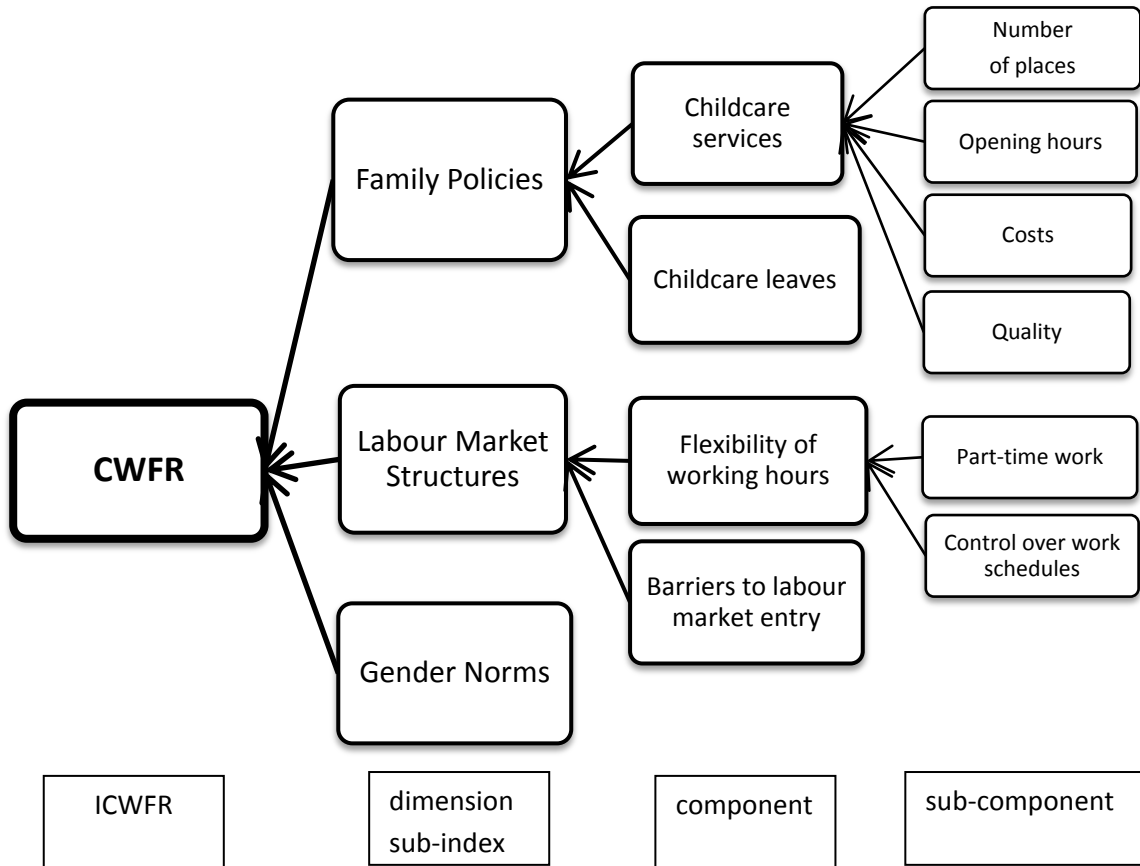 Number
of places
Childcare
services
Opening hours
Family Policies
Costs
Childcare leaves
Quality
CWFR
Labour Market
Structures
Flexibility of
working hours
Part-time work
Control over work
schedules
Barriers to labour
market entry
Gender Norms
ICWFR
dimension
sub-index
component
sub-component